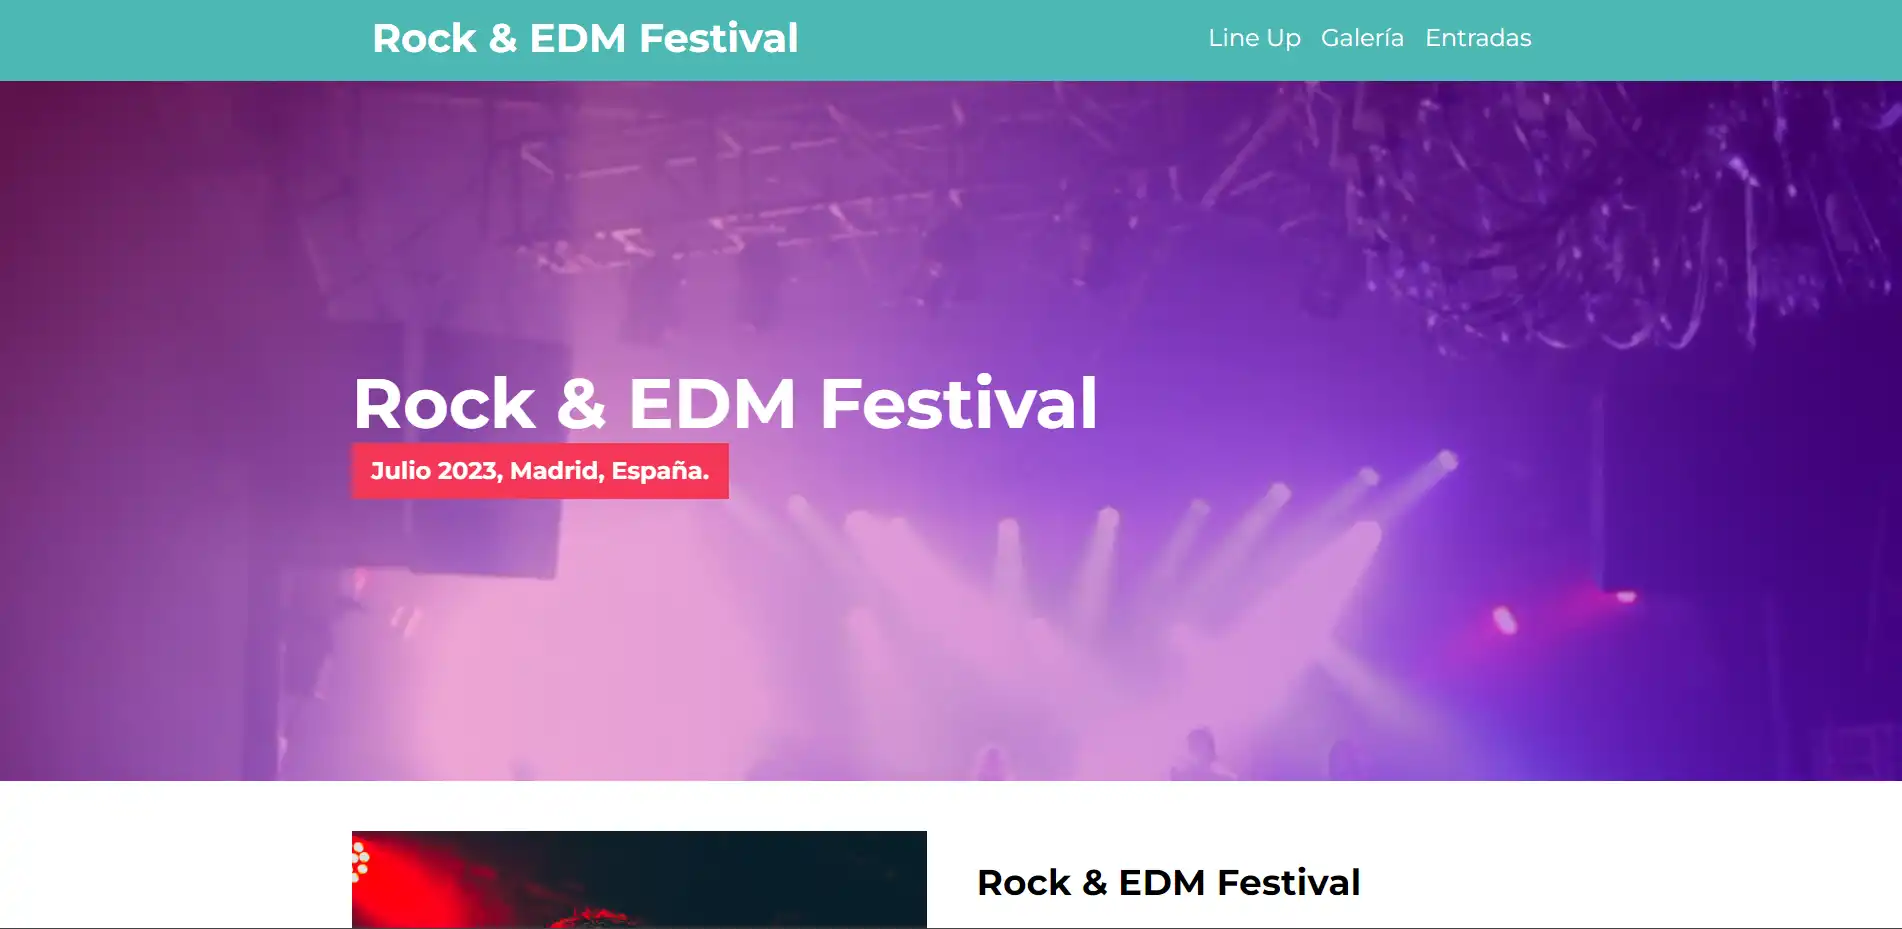 Rock & EDM Festival
Line Up Galería Entradas
Rock & EDM Festival
Julio 2023, Madrid, España.
Rock & EDM Festival